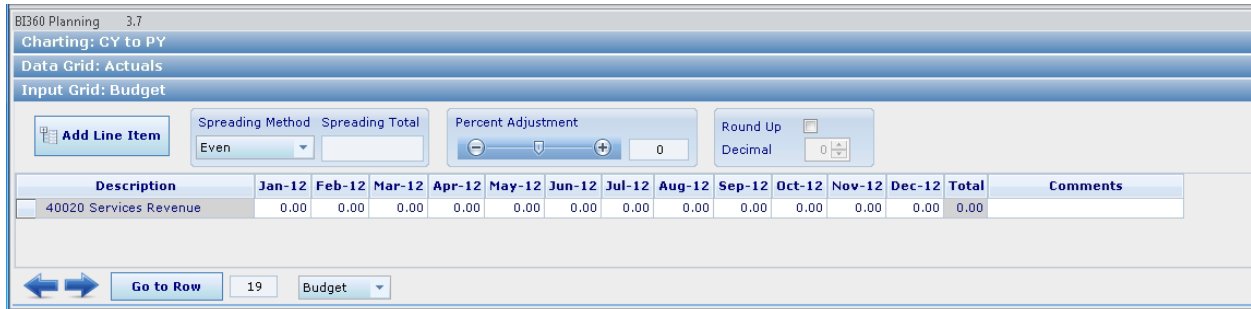 BI360 Planning 3.7
Charting: CY to PY
Data Grid: Actuals
Input Grid: Budget
Add Line Item
Spreading Method Spreading Total
Even
Percent Adjustment
0
Round Up
Decimal 0
Description Jan-12 Feb-12 Mar-12 Apr-12 May-12 Jun-12 Jul-12 Aug-12 Sep-12 Oct-12 Nov-12 Dec-12 Total Comments
40020 Services Revenue 0.00 0.00 0.00 0.00 0.00 0.00 0.00 0.00 0.00 0.00 0.00 0.00 0.00
Go to Row 19 Budget